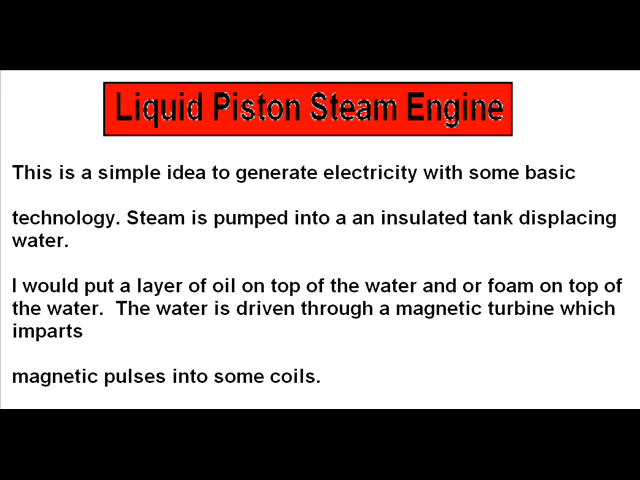 Liquid Piston Steam Engine
This is a simple idea to generate electricity with some basic
technology. Steam is pumped into a an insulated tank displacing
water.
I would put a layer of oil on top of the water and or foam on top of
the water.  The water is driven through a magnetic turbine which
imparts
magnetic pulses into some coils.